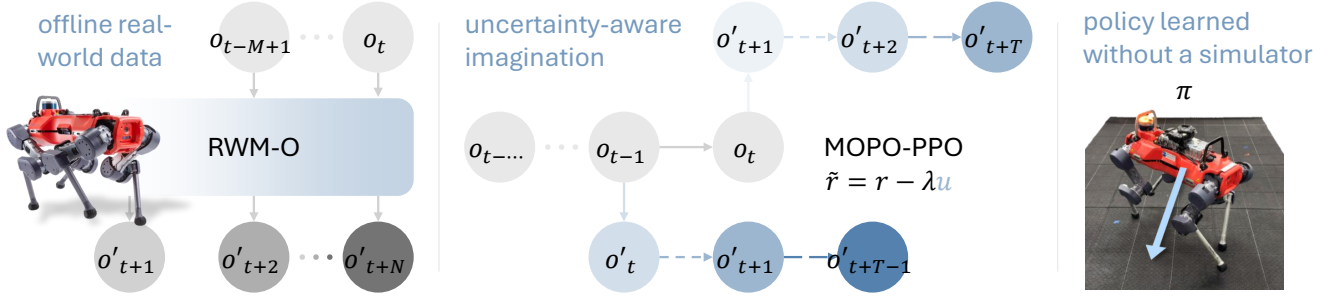 offline real-
world data
o_{t−M+1} ··· o_t
RWM-O
o′_{t+1} o′_{t+2} ··· o′_{t+N}
uncertainty-aware
imagination
o′_{t+1} o′_{t+2} o′_{t+T}
o_{t−···} ··· o_{t−1} o_t
MOPO-PPO
r̃ = r − λu
o′_t o′_{t+1} o′_{t+T−1}
policy learned
without a simulator
π